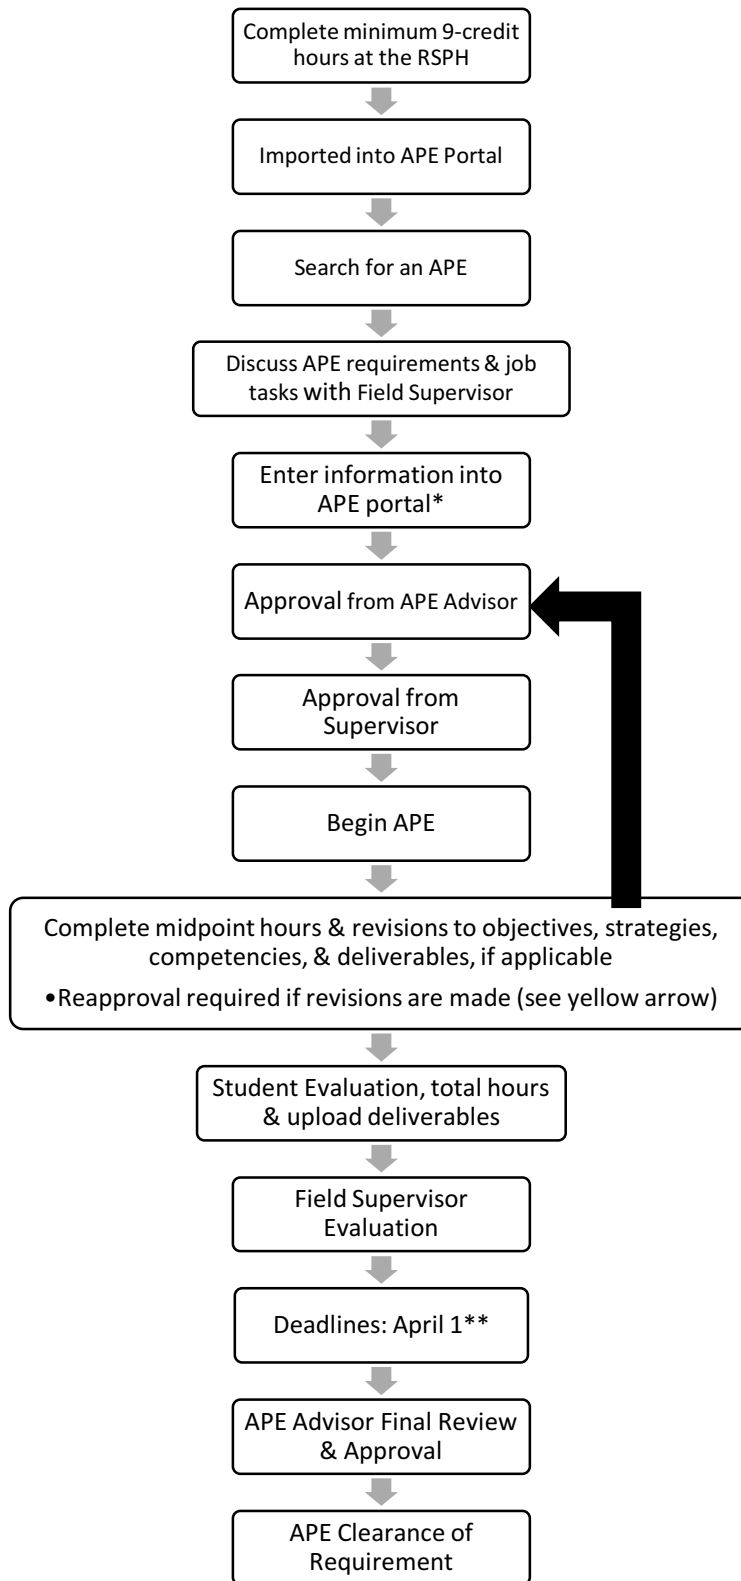 Complete minimum 9-credit
hours at the RSPH
Imported into APE Portal
Search for an APE
Discuss APE requirements & job
tasks with Field Supervisor
Enter information into
APE portal*
Approval from APE Advisor
Approval from
Supervisor
Begin APE
Complete midpoint hours & revisions to objectives, strategies,
competencies, & deliverables, if applicable
•Reapproval required if revisions are made (see yellow arrow)
Student Evaluation, total hours
& upload deliverables
Field Supervisor
Evaluation
Deadlines: April 1**
APE Advisor Final Review
& Approval
APE Clearance of
Requirement